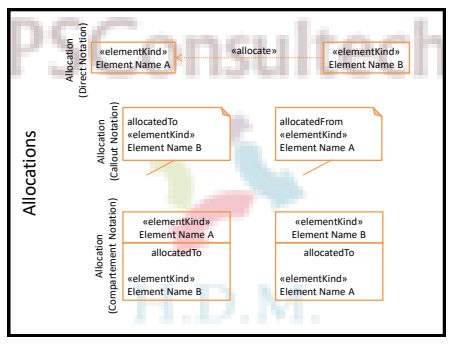 PSConsultech
Allocations
Allocation
(Direct Notation)
«elementKind»
Element Name A
«allocate»
«elementKind»
Element Name B
Allocation
(Callout Notation)
allocatedTo
«elementKind»
Element Name B
allocatedFrom
«elementKind»
Element Name A
Allocation
(Compartement Notation)
«elementKind»
Element Name A
allocatedTo
«elementKind»
Element Name B
«elementKind»
Element Name B
allocatedTo
«elementKind»
Element Name A
H.D.M.